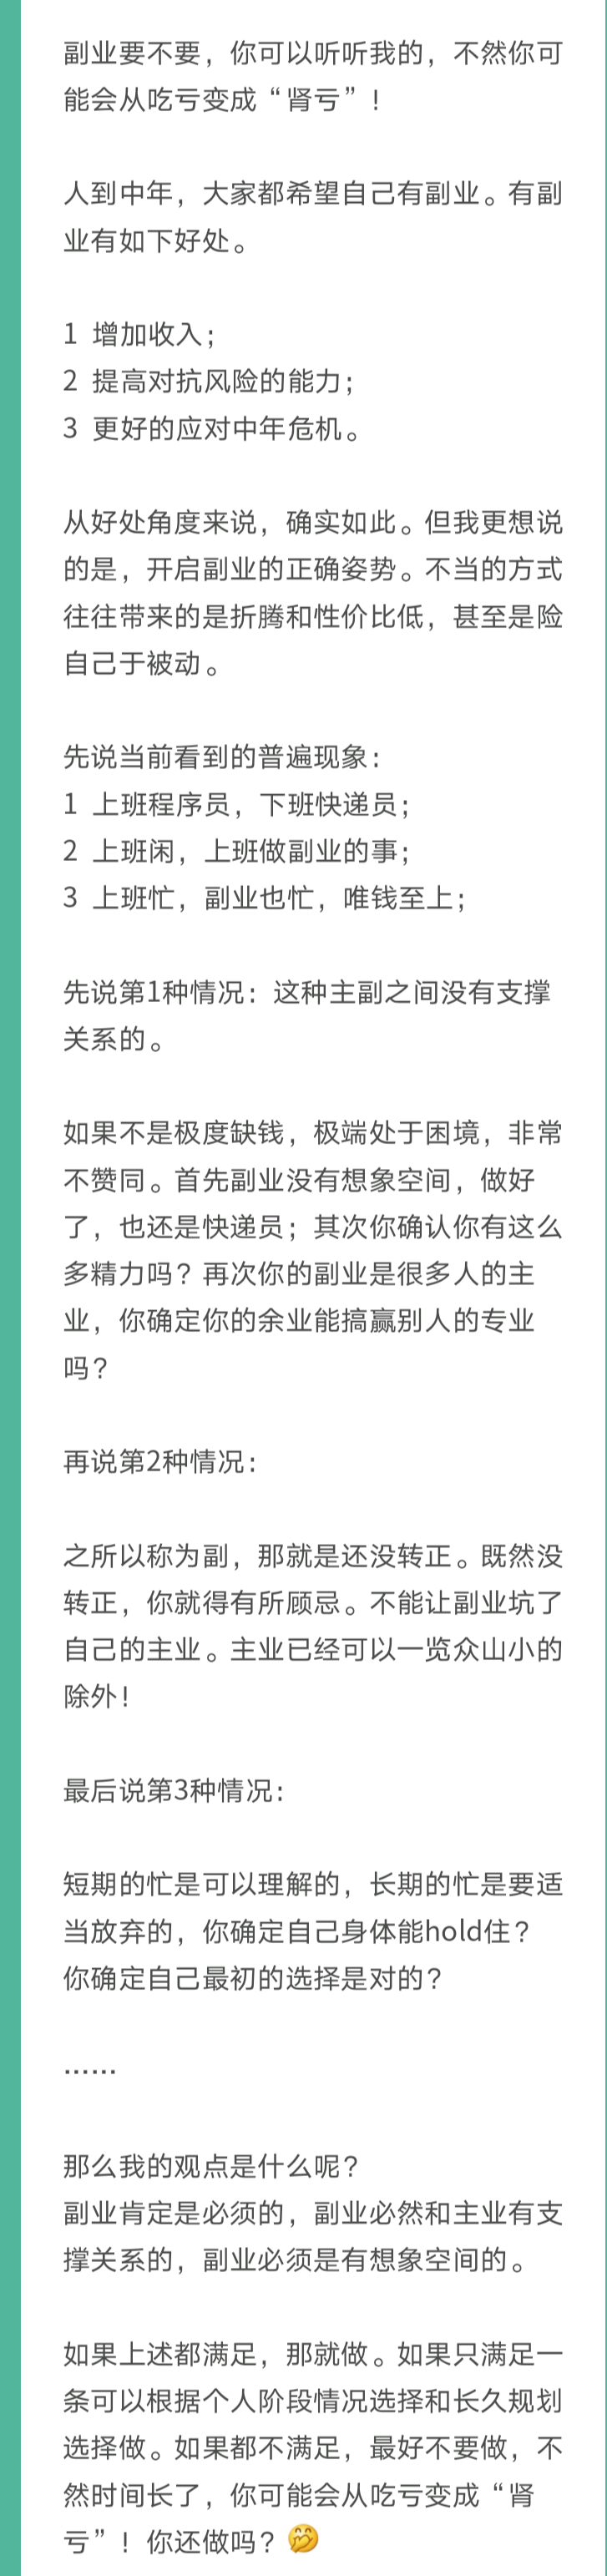 副业要不要，你可以听听我的，不然你可
能会从吃亏变成“肾亏”!
人到中年，大家都希望自己有副业。有副
业有如下好处。
1 增加收入；
2 提高对抗风险的能力；
3 更好的应对中年危机。
从好处角度来说，确实如此。但我更想说
的是，开启副业的正确姿势。不当的方式
往往带来的是折腾和性价比低，甚至是险
自己于被动。
先说当前看到的普遍现象：
1 上班程序员，下班快递员；
2 上班闲，上班做副业的事；
3 上班忙，副业也忙，唯钱至上；
先说第1种情况：这种主副之间没有支撑
关系的。
如果不是极度缺钱，极端处于困境，非常
不赞同。首先副业没有想象空间，做好
了，也还是快递员；其次你确认你有这么
多精力吗？再次你的副业是很多人的主
业，你确定你的余业能搞赢别人的专业
吗？
再说第2种情况：
之所以称为副，那就是还没转正。既然没
转正，你就得有所顾忌。不能让副业坑了
自己的主业。主业已经可以一览众山小的
除外！
最后说第3种情况：
短期的忙是可以理解的，长期的忙是要适
当放弃的，你确定自己身体能hold住？
你确定自己最初的选择是对的？
……
那么我的观点是什么呢？
副业肯定是必须的，副业必然和主业有支
撑关系的，副业必须是有想象空间的。
如果上述都满足，那就做。如果只满足一
条可以根据个人阶段情况选择和长久规划
选择做。如果都不满足，最好不要做，不
然时间长了，你可能会从吃亏变成“肾
亏”！你还做吗？🤣